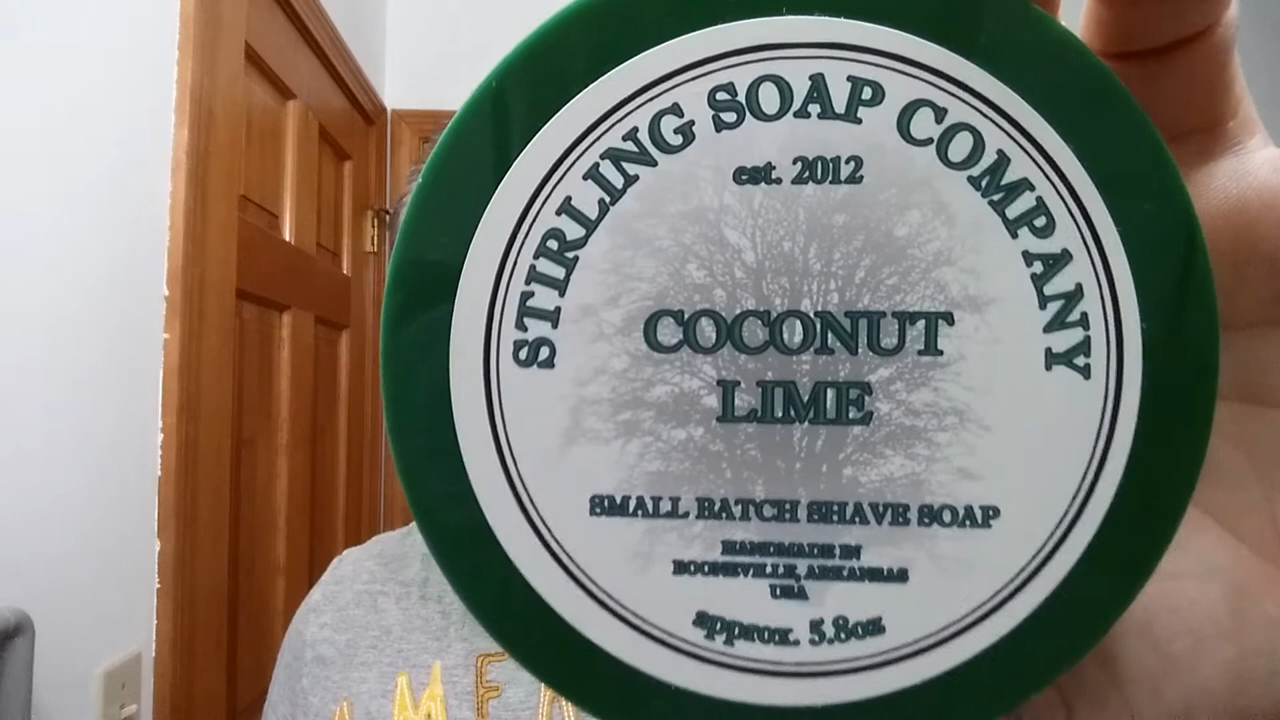 STIRLING SOAP COMPANY
est. 2012
COCONUT
LIME
SMALL BATCH SHAVE SOAP
HANDMADE IN
BOONEVILLE, ARKANSAS
USA
approx. 5.8oz